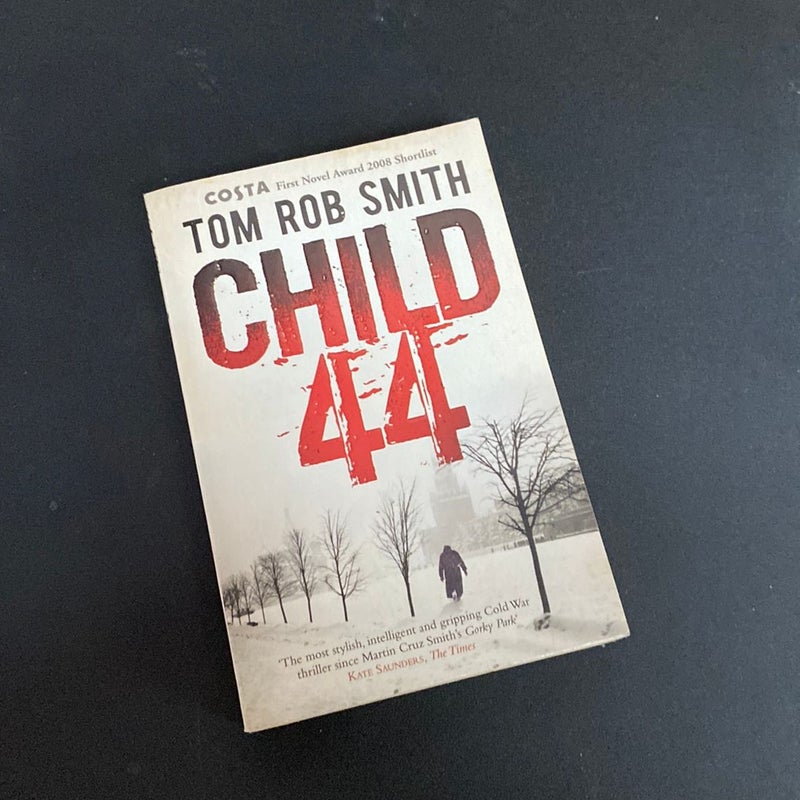 COSTA First Novel Award 2008 Shortlist
TOM ROB SMITH
CHILD
44
'The most stylish, intelligent and gripping Cold War
thriller since Martin Cruz Smith's Gorky Park'
KATE SAUNDERS, The Times